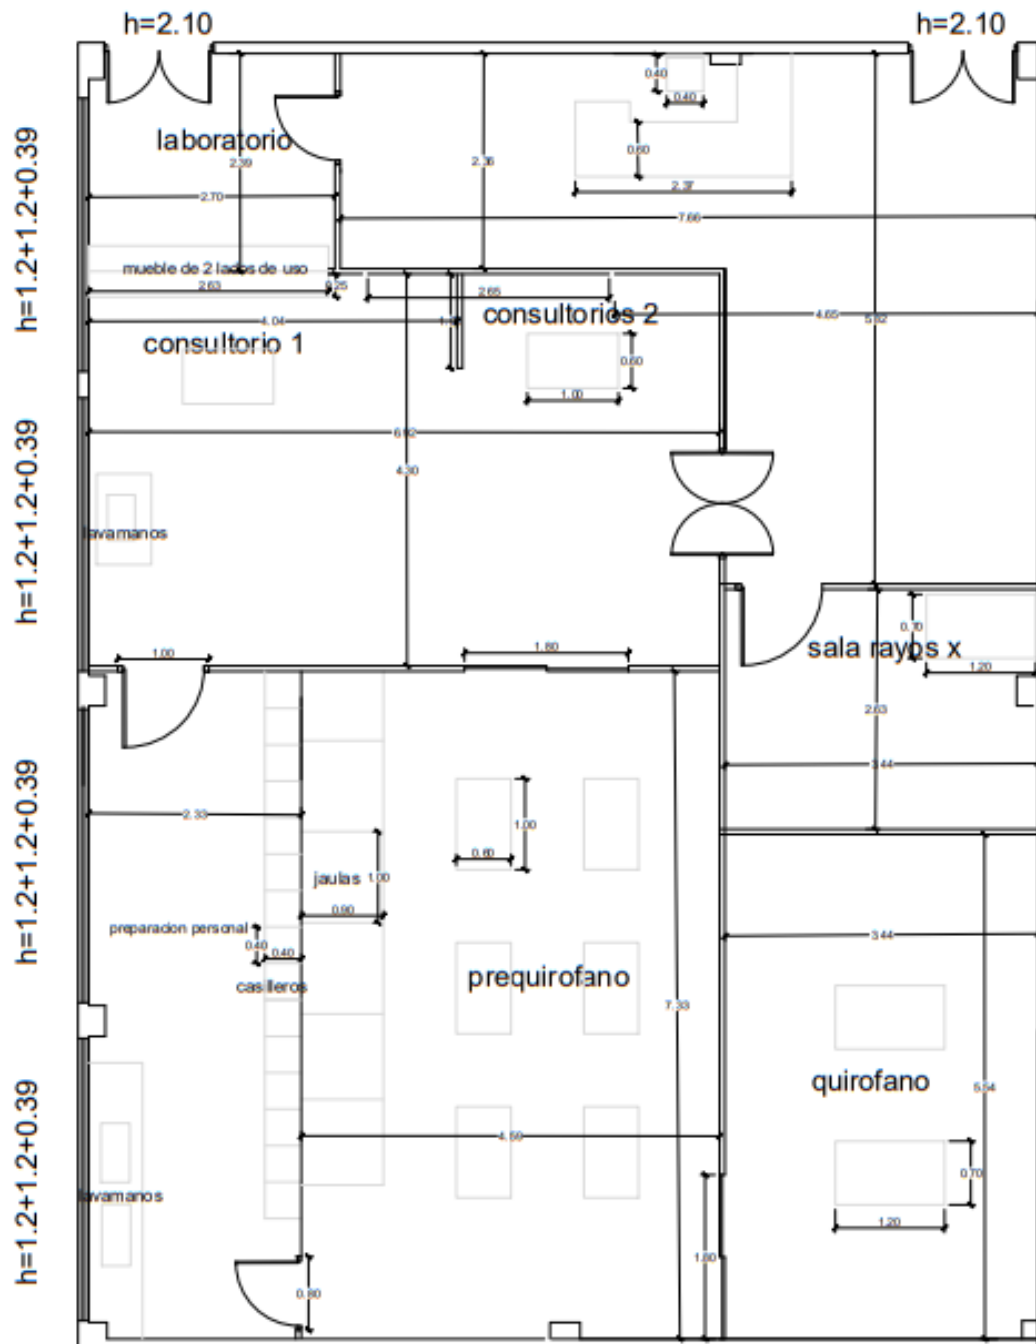 h=2.10
h=2.10
0.40
0.40
laboratorio
2.39
2.36
0.60
2.37
2.70
7.66
h=1.2+1.2+0.39
mueble de 2 lados de uso
2.63
0.25
2.65
4.04
consultorios 2
4.65
5.82
consultorio 1
0.60
1.00
6.92
4.30
h=1.2+1.2+0.39
lavamanos
1.00
1.80
0.70
sala rayos x
1.20
2.63
3.44
2.33
1.00
0.60
h=1.2+1.2+0.39
jaulas
1.00
0.90
preparacion personal
0.40
0.40
casilleros
prequirofano
7.33
3.44
quirofano
5.54
4.59
h=1.2+1.2+0.39
lavamanos
0.70
1.20
1.80
0.80